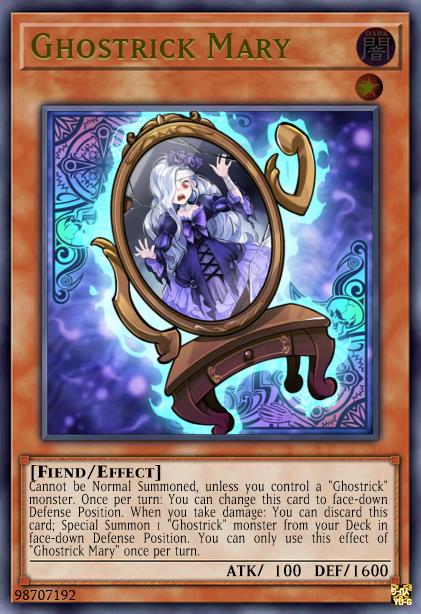 Ghostrick Mary
DARK
闇
[Fiend/Effect]
Cannot be Normal Summoned, unless you control a "Ghostrick"
monster. Once per turn: You can change this card to face-down
Defense Position. When you take damage: You can discard this
card; Special Summon 1 "Ghostrick" monster from your Deck in
face-down Defense Position. You can only use this effect of
"Ghostrick Mary" once per turn.
ATK/ 100 DEF/1600
98707192